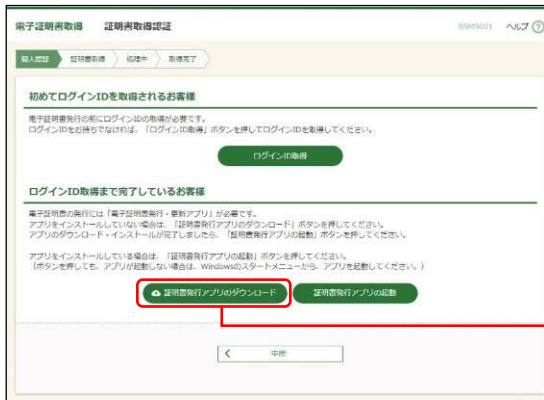 電子証明書取得 証明書取得認証 BSMS001 ヘルプ ?
個人認証 証明書取得 処理中 取得完了
初めてログインIDを取得されるお客様
電子証明書発行の前にログインIDの取得が必要です。
ログインIDをお持ちでなければ、「ログインID取得」ボタンを押してログインIDを取得してください。
ログインID取得
ログインID取得まで完了しているお客様
電子証明書の発行には「電子証明書発行・更新アプリ」が必要です。
アプリをインストールしていない場合は、「証明書発行アプリのダウンロード」ボタンを押してください。
アプリのダウンロード・インストールが完了しましたら、「証明書発行アプリの起動」ボタンを押してください。
アプリをインストールしている場合は、「証明書発行アプリの起動」ボタンを押してください。
(ボタンを押しても、アプリが起動しない場合は、Windowsのスタートメニューから、アプリを起動してください。)
証明書発行アプリのダウンロード 証明書発行アプリの起動
中断